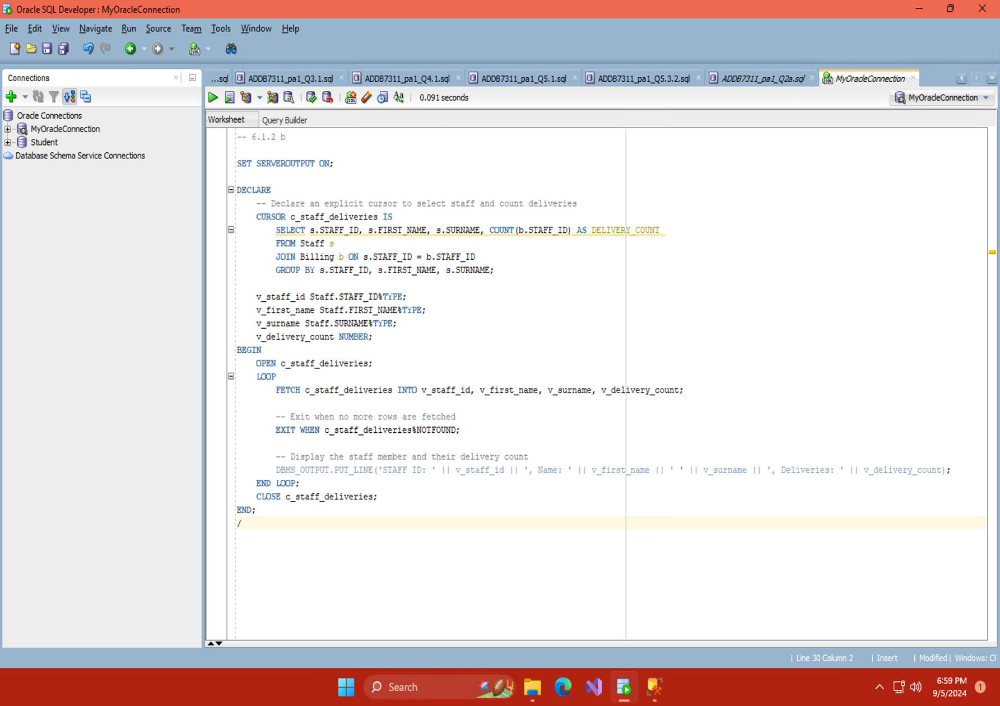 Oracle SQL Developer : MyOracleConnection
File Edit View Navigate Run Source Team Tools Window Help
Connections
...sql ADDB7311_pa1_Q3.1.sql ADDB7311_pa1_Q4.1.sql ADDB7311_pa1_Q5.1.sql ADDB7311_pa1_Q5.3.2.sql ADDB7311_pa1_Q2a.sql MyOracleConnection
0.091 seconds
MyOracleConnection
Oracle Connections
MyOracleConnection
Student
Database Schema Service Connections
Worksheet Query Builder
-- 6.1.2 b
SET SERVEROUTPUT ON;
DECLARE
-- Declare an explicit cursor to select staff and count deliveries
CURSOR c_staff_deliveries IS
SELECT s.STAFF_ID, s.FIRST_NAME, s.SURNAME, COUNT(b.STAFF_ID) AS DELIVERY_COUNT
FROM Staff s
JOIN Billing b ON s.STAFF_ID = b.STAFF_ID
GROUP BY s.STAFF_ID, s.FIRST_NAME, s.SURNAME;
v_staff_id Staff.STAFF_ID%TYPE;
v_first_name Staff.FIRST_NAME%TYPE;
v_surname Staff.SURNAME%TYPE;
v_delivery_count NUMBER;
BEGIN
OPEN c_staff_deliveries;
LOOP
FETCH c_staff_deliveries INTO v_staff_id, v_first_name, v_surname, v_delivery_count;
-- Exit when no more rows are fetched
EXIT WHEN c_staff_deliveries%NOTFOUND;
-- Display the staff member and their delivery count
DBMS_OUTPUT.PUT_LINE('STAFF ID: ' || v_staff_id || ', Name: ' || v_first_name || ' ' || v_surname || ', Deliveries: ' || v_delivery_count);
END LOOP;
CLOSE c_staff_deliveries;
END;
/
| Line 30 Column 2 | Insert | Modified | Windows: CF
Search
6:59 PM
9/5/2024
1